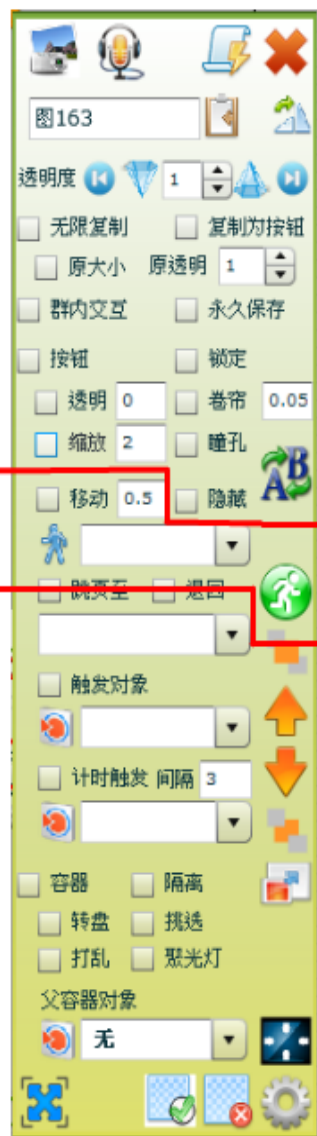 图163
透明度 1
无限复制 复制为按钮
原大小 原透明 1
群内交互 永久保存
按钮 锁定
透明 0 卷帘 0.05
缩放 2 瞳孔
移动 0.5 隐藏
A B
跳页至 退回
触发对象
计时触发 间隔 3
容器 隔离
转盘 挑选
打乱 聚光灯
父容器对象
无